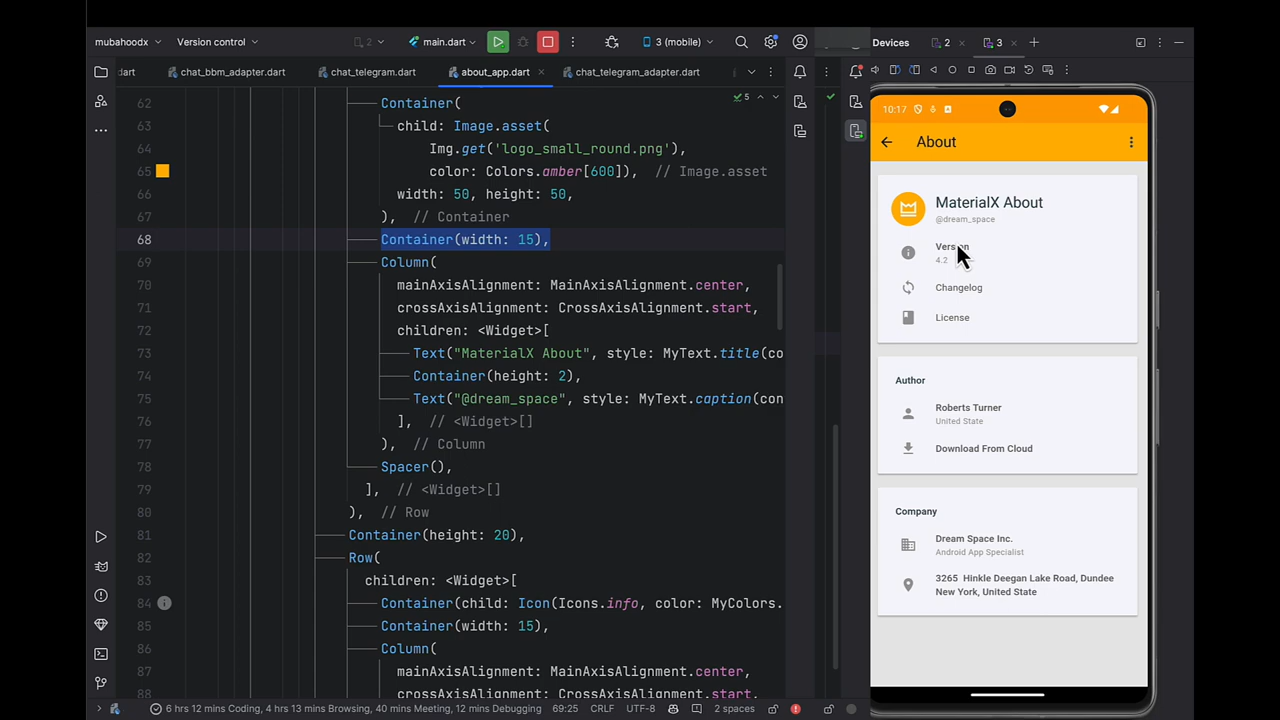 mubahoodx
Version control
2
main.dart
3 (mobile)
Devices
2
3
dart
chat_bbm_adapter.dart
chat_telegram.dart
about_app.dart
chat_telegram_adapter.dart
5
62 Container(
63 child: Image.asset(
64 Img.get('logo_small_round.png'),
65 color: Colors.amber[600]), // Image.asset
66 width: 50, height: 50,
67 ), // Container
68 Container(width: 15),
69 Column(
70 mainAxisAlignment: MainAxisAlignment.center,
71 crossAxisAlignment: CrossAxisAlignment.start,
72 children: <Widget>[
73 Text("MaterialX About", style: MyText.title(co
74 Container(height: 2),
75 Text("@dream_space", style: MyText.caption(con
76 ], // <Widget>[]
77 ), // Column
78 Spacer(),
79 ], // <Widget>[]
80 ), // Row
81 Container(height: 20),
82 Row(
83 children: <Widget>[
84 Container(child: Icon(Icons.info, color: MyColors.
85 Container(width: 15),
86 Column(
87 mainAxisAlignment: MainAxisAlignment.center,
88 crossAxisAlignment: CrossAxisAlignment.start,
6 hrs 12 mins Coding, 4 hrs 13 mins Browsing, 40 mins Meeting, 12 mins Debugging
69:25
CRLF
UTF-8
2 spaces
10:17
About
MaterialX About
@dream_space
Version
4.2
Changelog
License
Author
Roberts Turner
United State
Download From Cloud
Company
Dream Space Inc.
Android App Specialist
3265 Hinkle Deegan Lake Road, Dundee
New York, United State